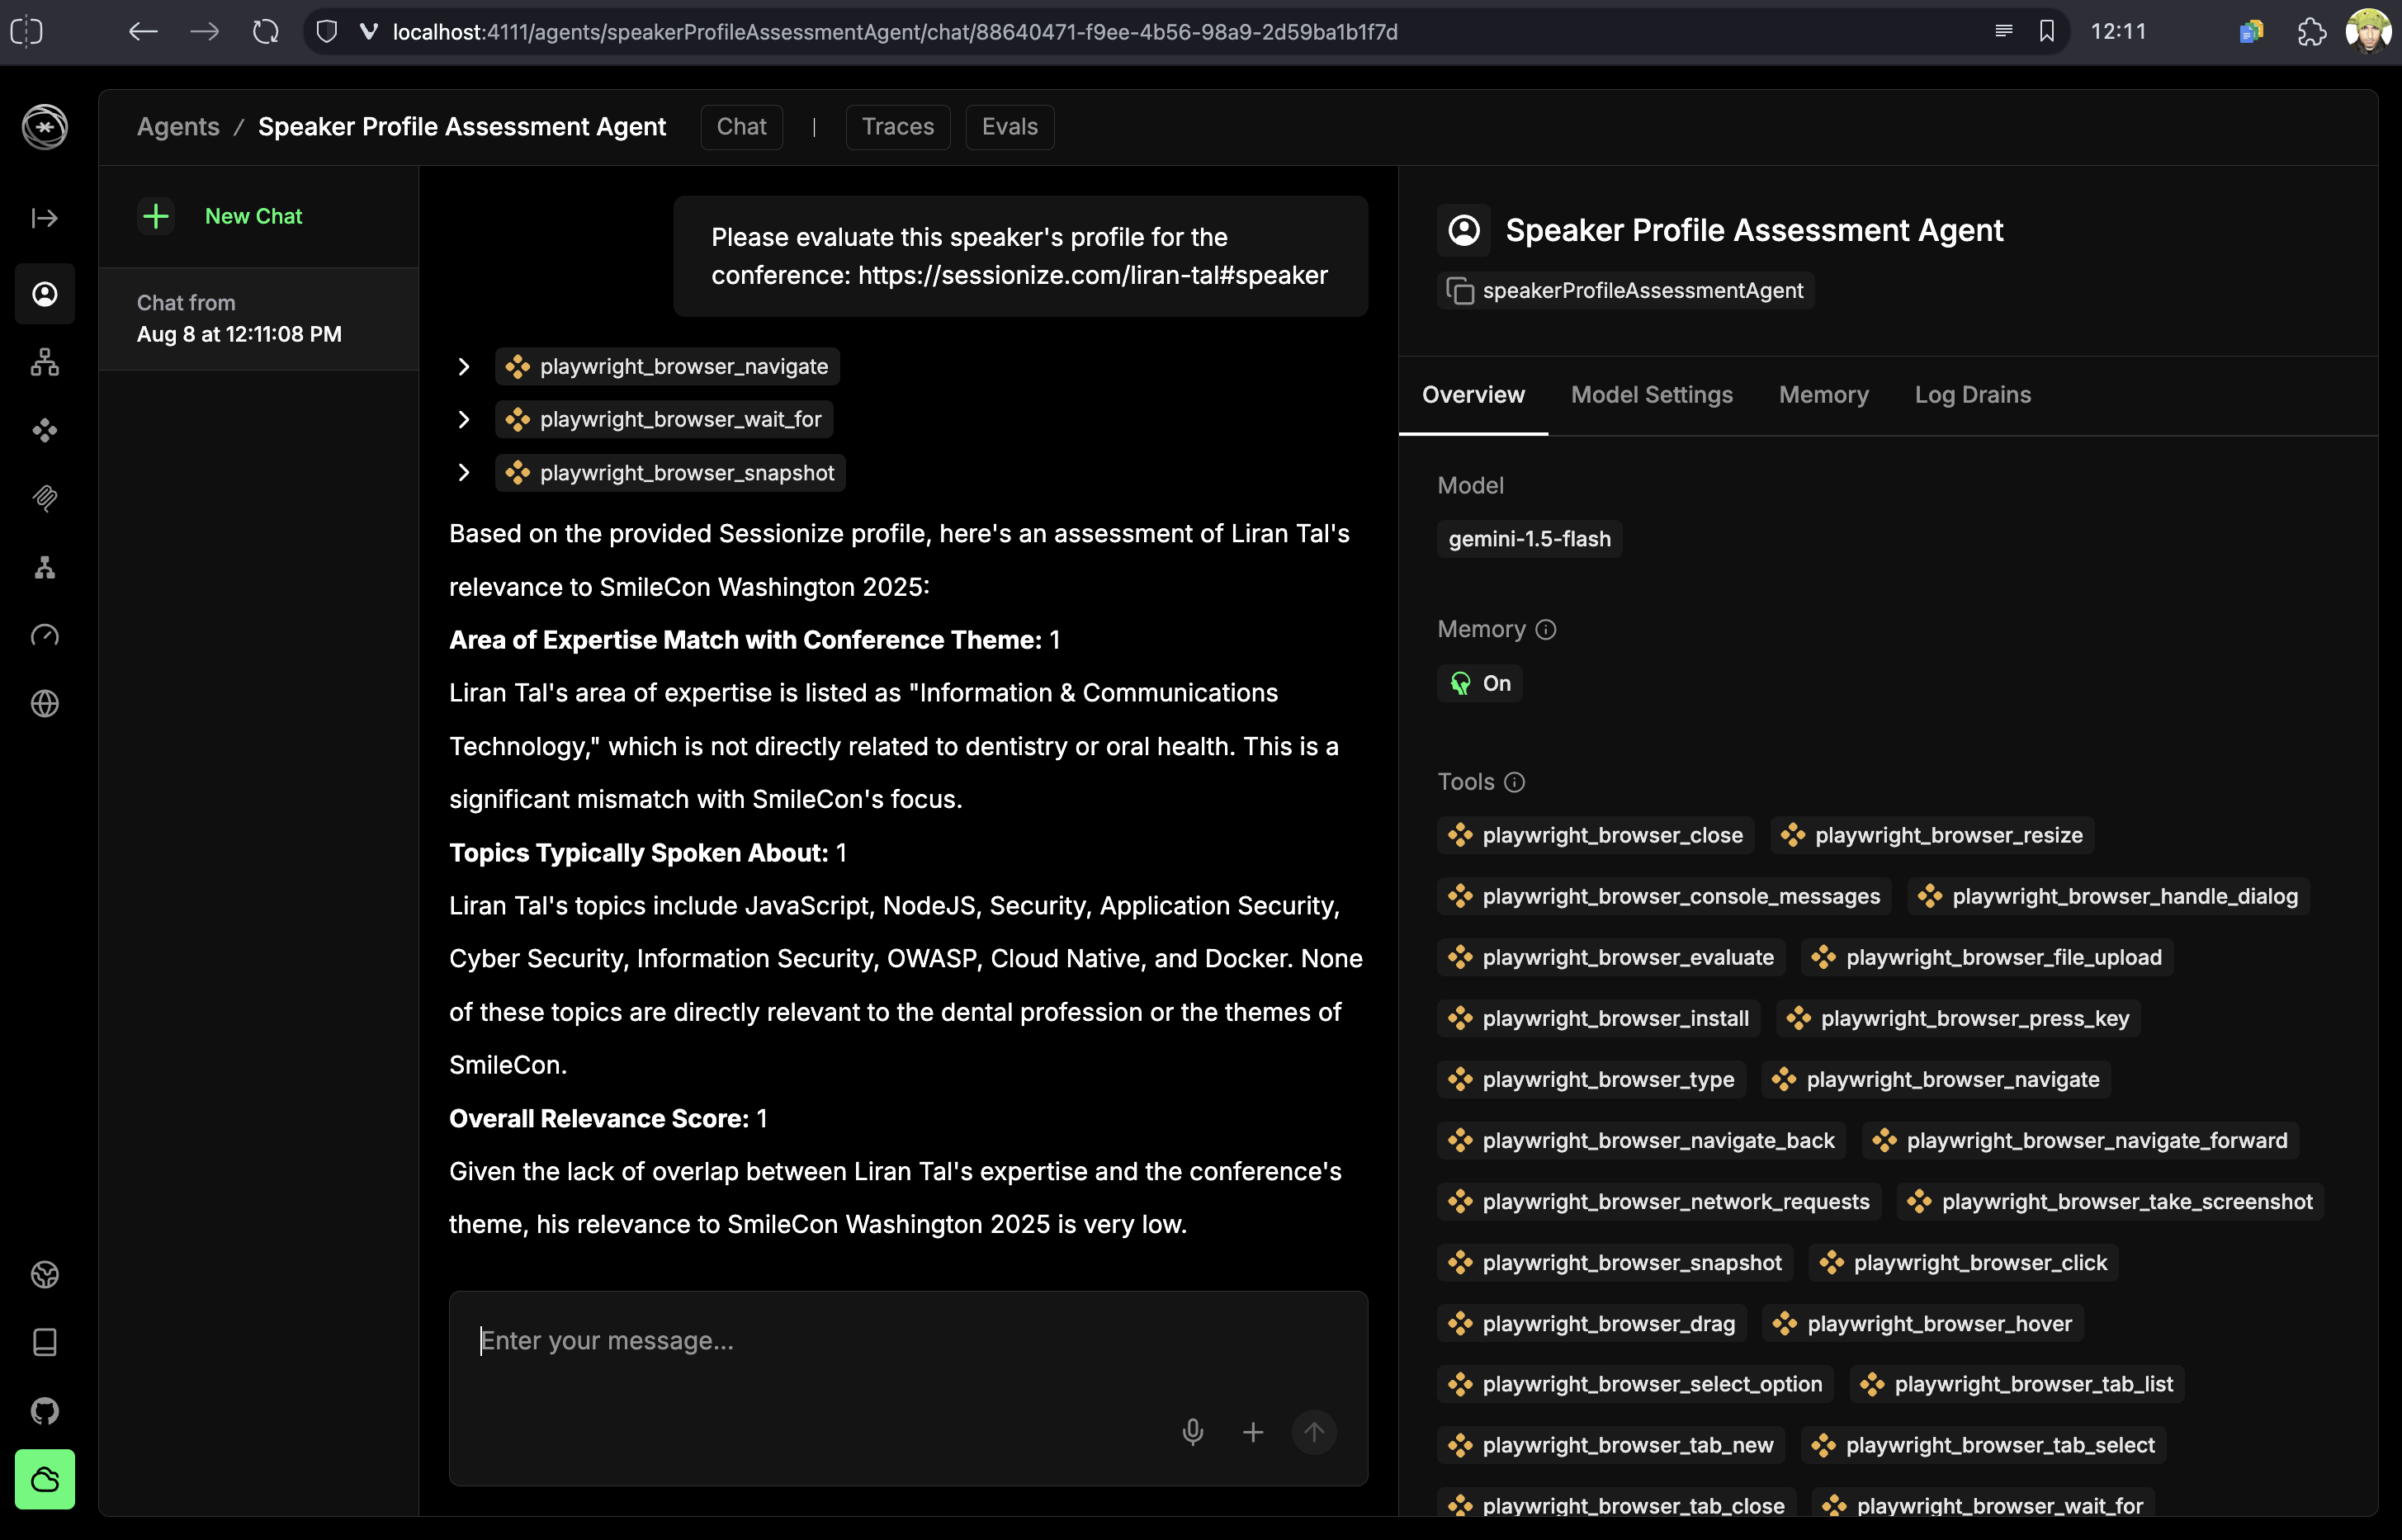 localhost:4111/agents/speakerProfileAssessmentAgent/chat/88640471-f9ee-4b56-98a9-2d59ba1b1f7d
12:11
Agents / Speaker Profile Assessment Agent
Chat | Traces Evals
New Chat
Chat from
Aug 8 at 12:11:08 PM
Please evaluate this speaker's profile for the
conference: https://sessionize.com/liran-tal#speaker
playwright_browser_navigate
playwright_browser_wait_for
playwright_browser_snapshot
Based on the provided Sessionize profile, here's an assessment of Liran Tal's
relevance to SmileCon Washington 2025:
Area of Expertise Match with Conference Theme: 1
Liran Tal's area of expertise is listed as "Information & Communications
Technology," which is not directly related to dentistry or oral health. This is a
significant mismatch with SmileCon's focus.
Topics Typically Spoken About: 1
Liran Tal's topics include JavaScript, NodeJS, Security, Application Security,
Cyber Security, Information Security, OWASP, Cloud Native, and Docker. None
of these topics are directly relevant to the dental profession or the themes of
SmileCon.
Overall Relevance Score: 1
Given the lack of overlap between Liran Tal's expertise and the conference's
theme, his relevance to SmileCon Washington 2025 is very low.
Enter your message...
Speaker Profile Assessment Agent
speakerProfileAssessmentAgent
Overview Model Settings Memory Log Drains
Model
gemini-1.5-flash
Memory
On
Tools
playwright_browser_close playwright_browser_resize
playwright_browser_console_messages playwright_browser_handle_dialog
playwright_browser_evaluate playwright_browser_file_upload
playwright_browser_install playwright_browser_press_key
playwright_browser_type playwright_browser_navigate
playwright_browser_navigate_back playwright_browser_navigate_forward
playwright_browser_network_requests playwright_browser_take_screenshot
playwright_browser_snapshot playwright_browser_click
playwright_browser_drag playwright_browser_hover
playwright_browser_select_option playwright_browser_tab_list
playwright_browser_tab_new playwright_browser_tab_select
playwright_browser_tab_close playwright_browser_wait_for